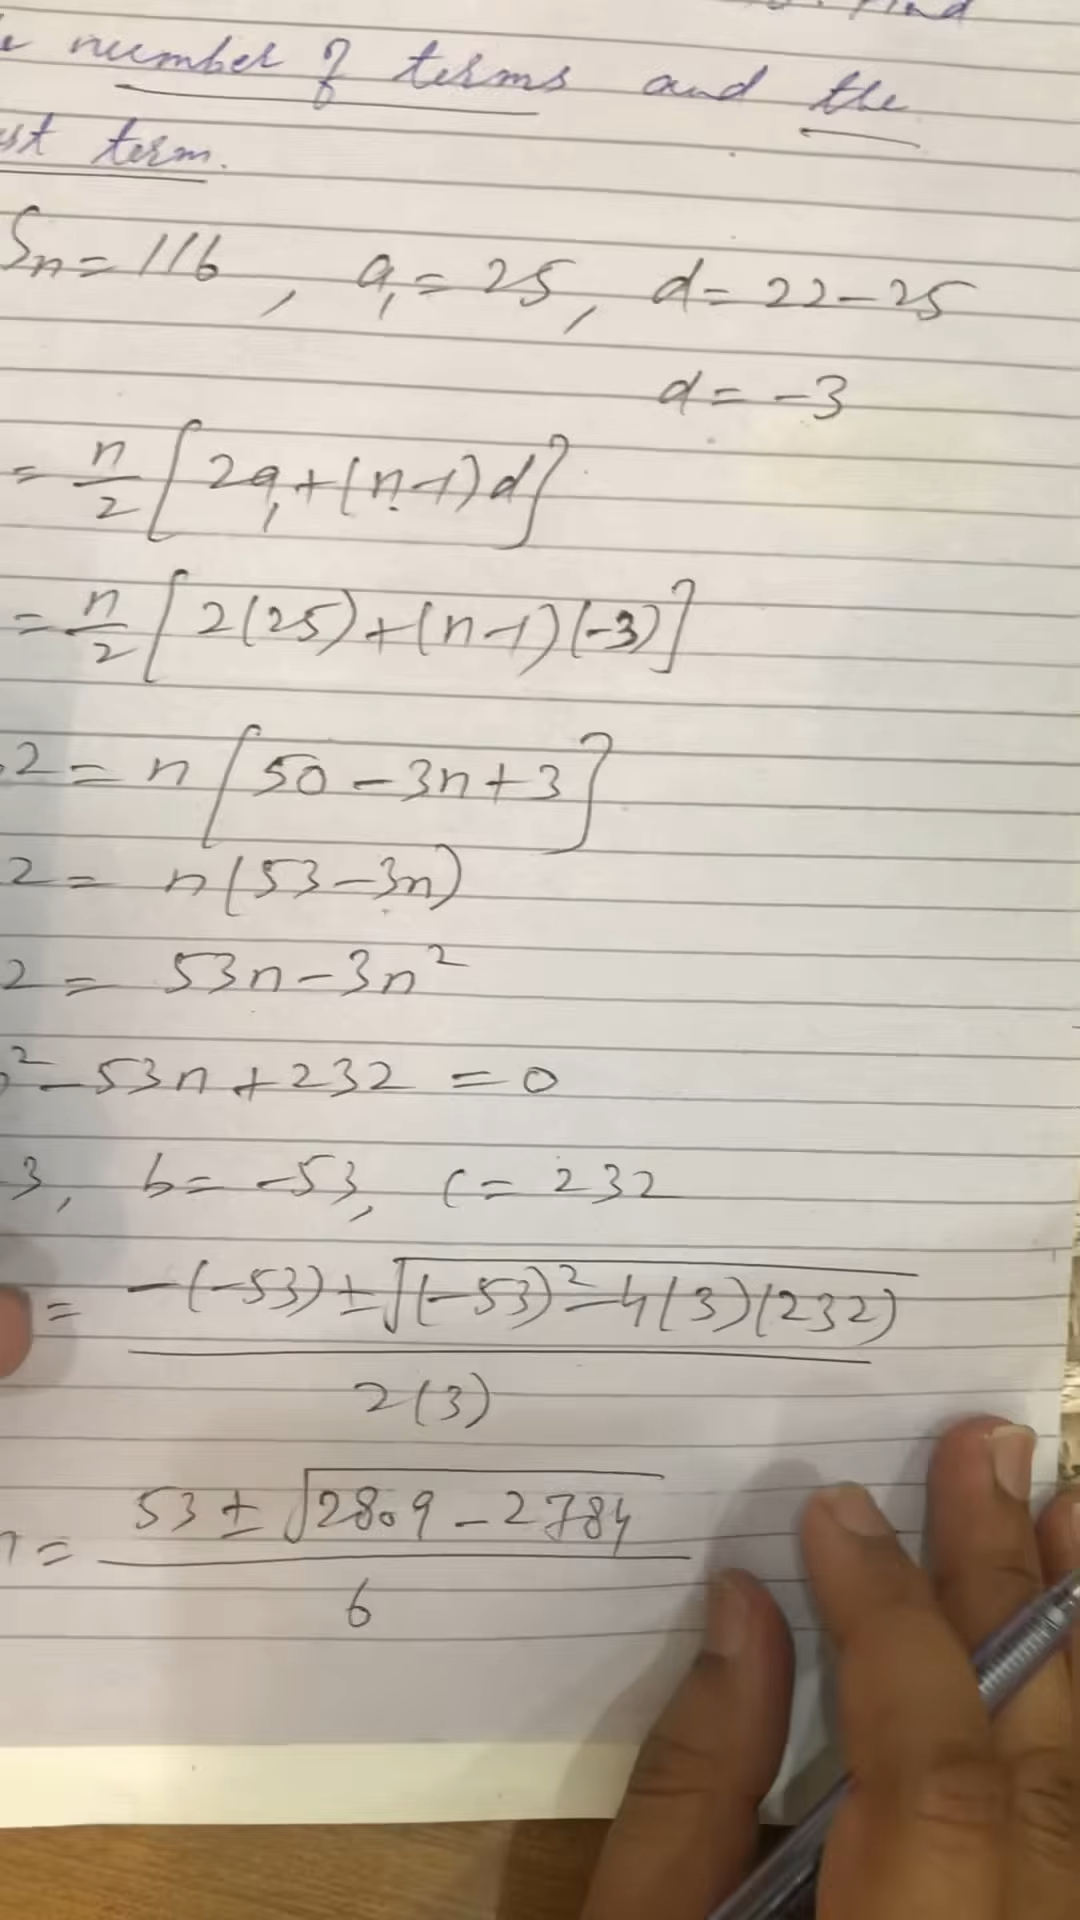 Find
number of terms and the
term.
Sn = 116, a₁ = 25, d = 22 - 25
d = -3
= n/2 [2a₁ + (n-1)d]
= n/2 [2(25) + (n-1)(-3)]
2 = n[50 - 3n + 3]
2 = n(53 - 3n)
2 = 53n - 3n²
² - 53n + 232 = 0
3, b = -53, c = 232
= -(-53) ± √((-53)² - 4(3)(232)) / 2(3)
= 53 ± √(2809 - 2784) / 6